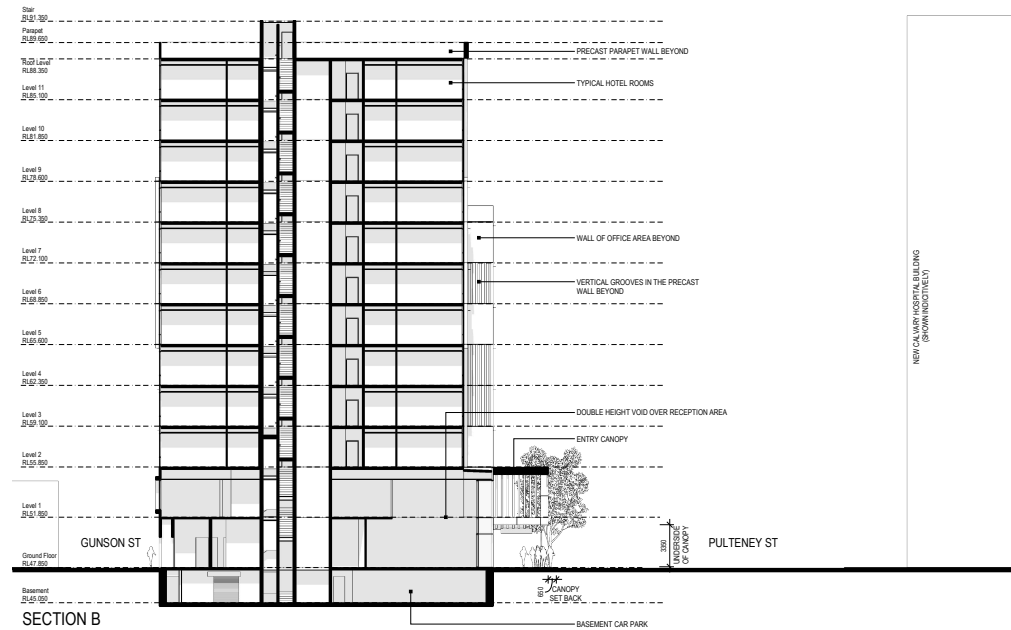 Stair
RL91.350
Parapet
RL89.650
Roof Level
RL88.350
Level 11
RL85.100
Level 10
RL81.850
Level 9
RL78.600
Level 8
RL75.350
Level 7
RL72.100
Level 6
RL68.850
Level 5
RL65.600
Level 4
RL62.350
Level 3
RL59.100
Level 2
RL55.850
Level 1
RL51.850
Ground Floor
RL47.850
Basement
RL45.050
PRECAST PARAPET WALL BEYOND
TYPICAL HOTEL ROOMS
WALL OF OFFICE AREA BEYOND
VERTICAL GROOVES IN THE PRECAST
WALL BEYOND
DOUBLE HEIGHT VOID OVER RECEPTION AREA
ENTRY CANOPY
GUNSON ST
PULTENEY ST
3350
UNDERSIDE
OF CANOPY
650
CANOPY
SET BACK
BASEMENT CAR PARK
NEW CALVARY HOSPITAL BUILDING
(SHOWN INDICITIVELY)
SECTION B